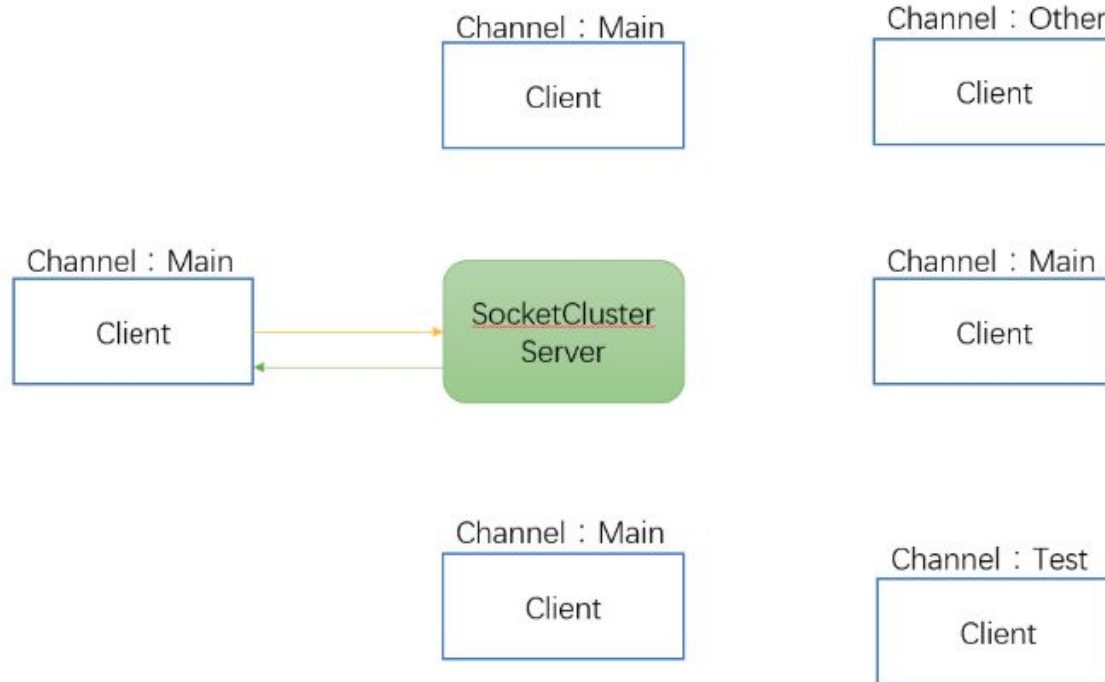 Channel：Main
Client
Channel：Other
Client
Channel：Main
Client
SocketCluster
Server
Channel：Main
Client
Channel：Main
Client
Channel：Test
Client